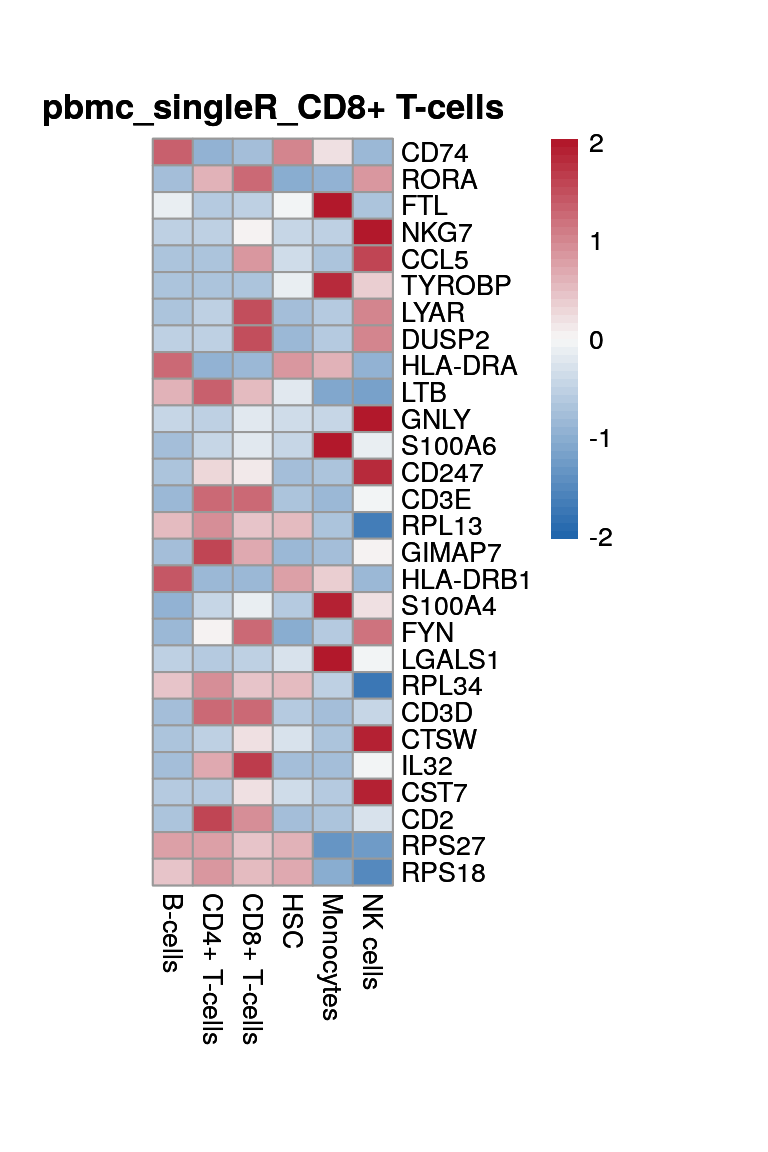 pbmc_singleR_CD8+ T-cells
CD74
RORA
FTL
NKG7
CCL5
TYROBP
LYAR
DUSP2
HLA-DRA
LTB
GNLY
S100A6
CD247
CD3E
RPL13
GIMAP7
HLA-DRB1
S100A4
FYN
LGALS1
RPL34
CD3D
CTSW
IL32
CST7
CD2
RPS27
RPS18
2
1
0
-1
-2
B-cells
CD4+ T-cells
CD8+ T-cells
HSC
Monocytes
NK cells